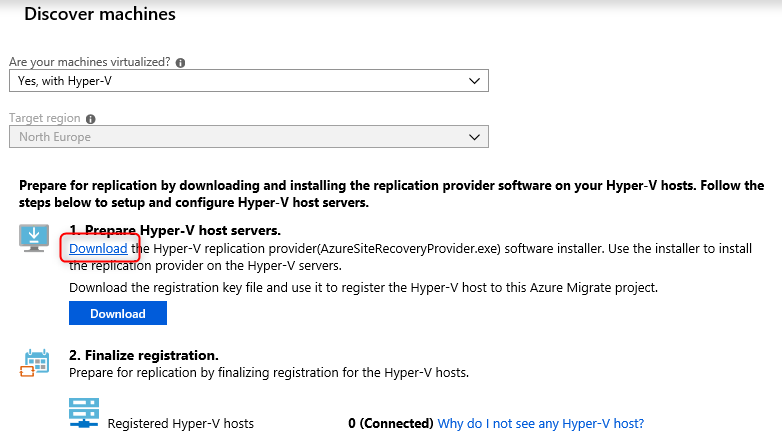 Discover machines
Are your machines virtualized?
Yes, with Hyper-V
Target region
North Europe
Prepare for replication by downloading and installing the replication provider software on your Hyper-V hosts. Follow the
steps below to setup and configure Hyper-V host servers.
1. Prepare Hyper-V host servers.
Download the Hyper-V replication provider(AzureSiteRecoveryProvider.exe) software installer. Use the installer to install
the replication provider on the Hyper-V servers.
Download the registration key file and use it to register the Hyper-V host to this Azure Migrate project.
Download
2. Finalize registration.
Prepare for replication by finalizing registration for the Hyper-V hosts.
Registered Hyper-V hosts 0 (Connected) Why do I not see any Hyper-V host?